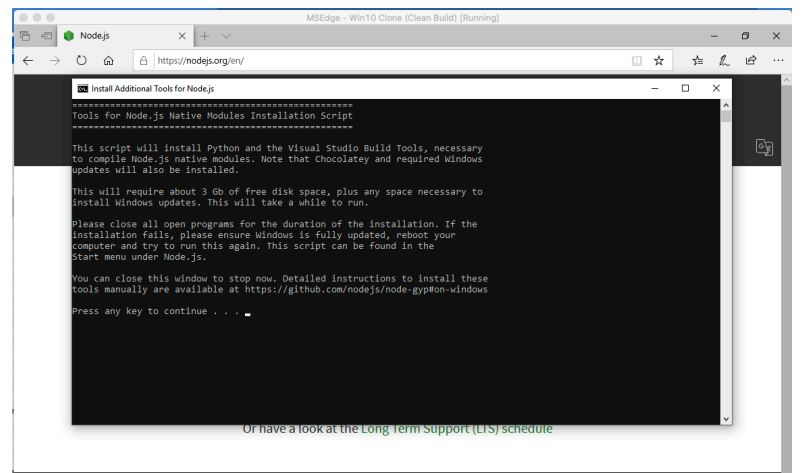 MSEdge - Win10 Clone (Clean Build) [Running]
Node.js
https://nodejs.org/en/
Install Additional Tools for Node.js
====================================================
Tools for Node.js Native Modules Installation Script
====================================================
This script will install Python and the Visual Studio Build Tools, necessary
to compile Node.js native modules. Note that Chocolatey and required Windows
updates will also be installed.
This will require about 3 Gb of free disk space, plus any space necessary to
install Windows updates. This will take a while to run.
Please close all open programs for the duration of the installation. If the
installation fails, please ensure Windows is fully updated, reboot your
computer and try to run this again. This script can be found in the
Start menu under Node.js.
You can close this window to stop now. Detailed instructions to install these
tools manually are available at https://github.com/nodejs/node-gyp#on-windows
Press any key to continue . . . _
Or have a look at the Long Term Support (LTS) schedule